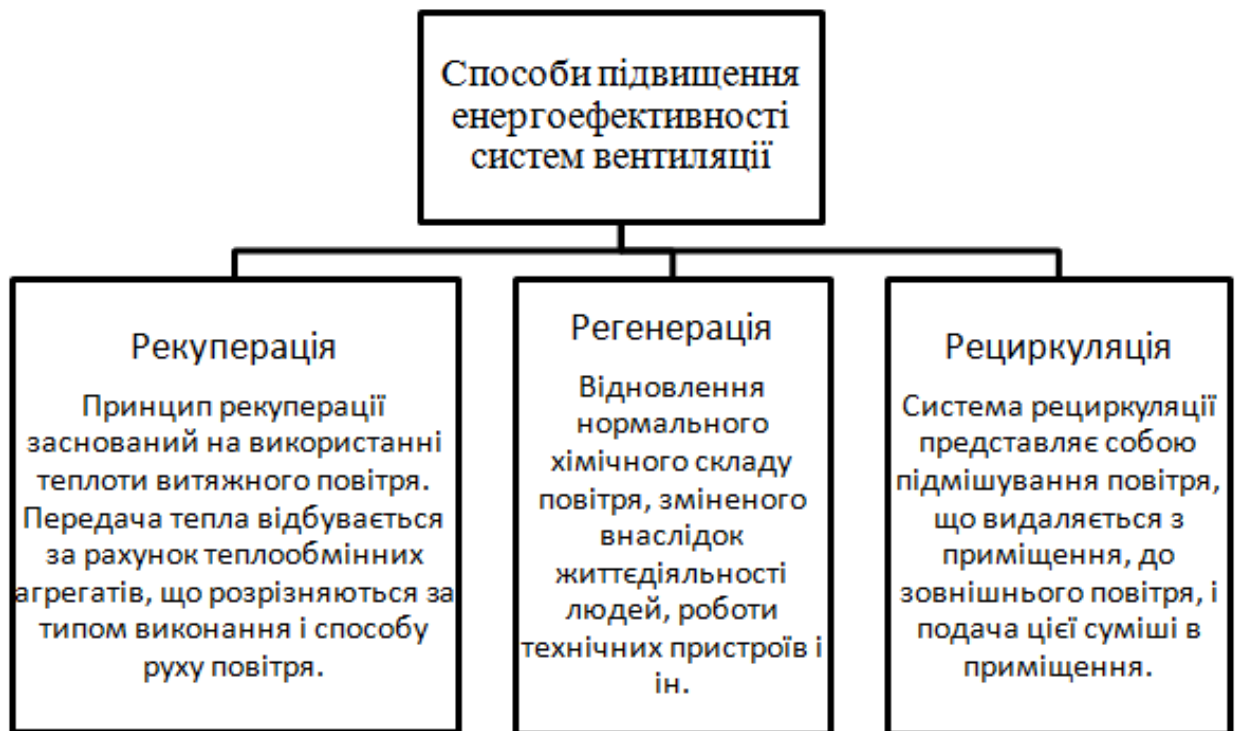 Способи підвищення
енергоефективності
систем вентиляції
Рекуперація
Принцип рекуперації
заснований на використанні
теплоти витяжного повітря.
Передача тепла відбувається
за рахунок теплообмінних
агрегатів, що розрізняються за
типом виконання і способу
руху повітря.
Регенерація
Відновлення
нормального
хімічного складу
повітря, зміненого
внаслідок
життєдіяльності
людей, роботи
технічних пристроїв і
ін.
Рециркуляція
Система рециркуляції
представляє собою
підмішування повітря,
що видаляється з
приміщення, до
зовнішнього повітря, і
подача цієї суміші в
приміщення.